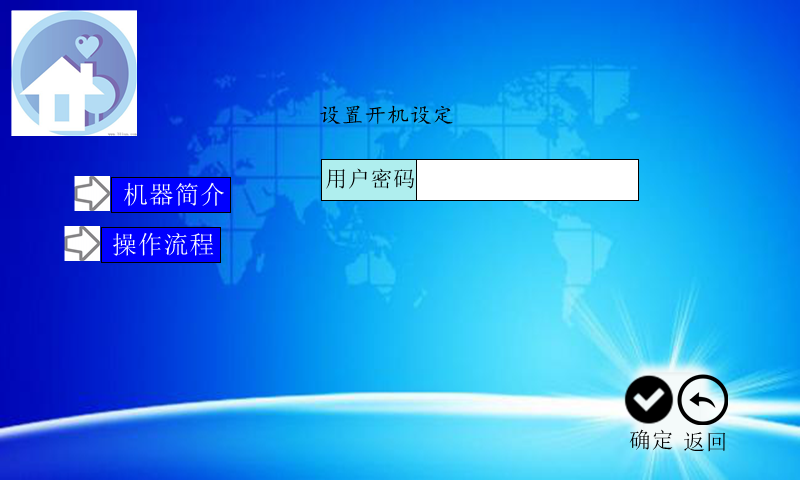 设置开机设定
用户密码
机器简介
操作流程
确定 返回